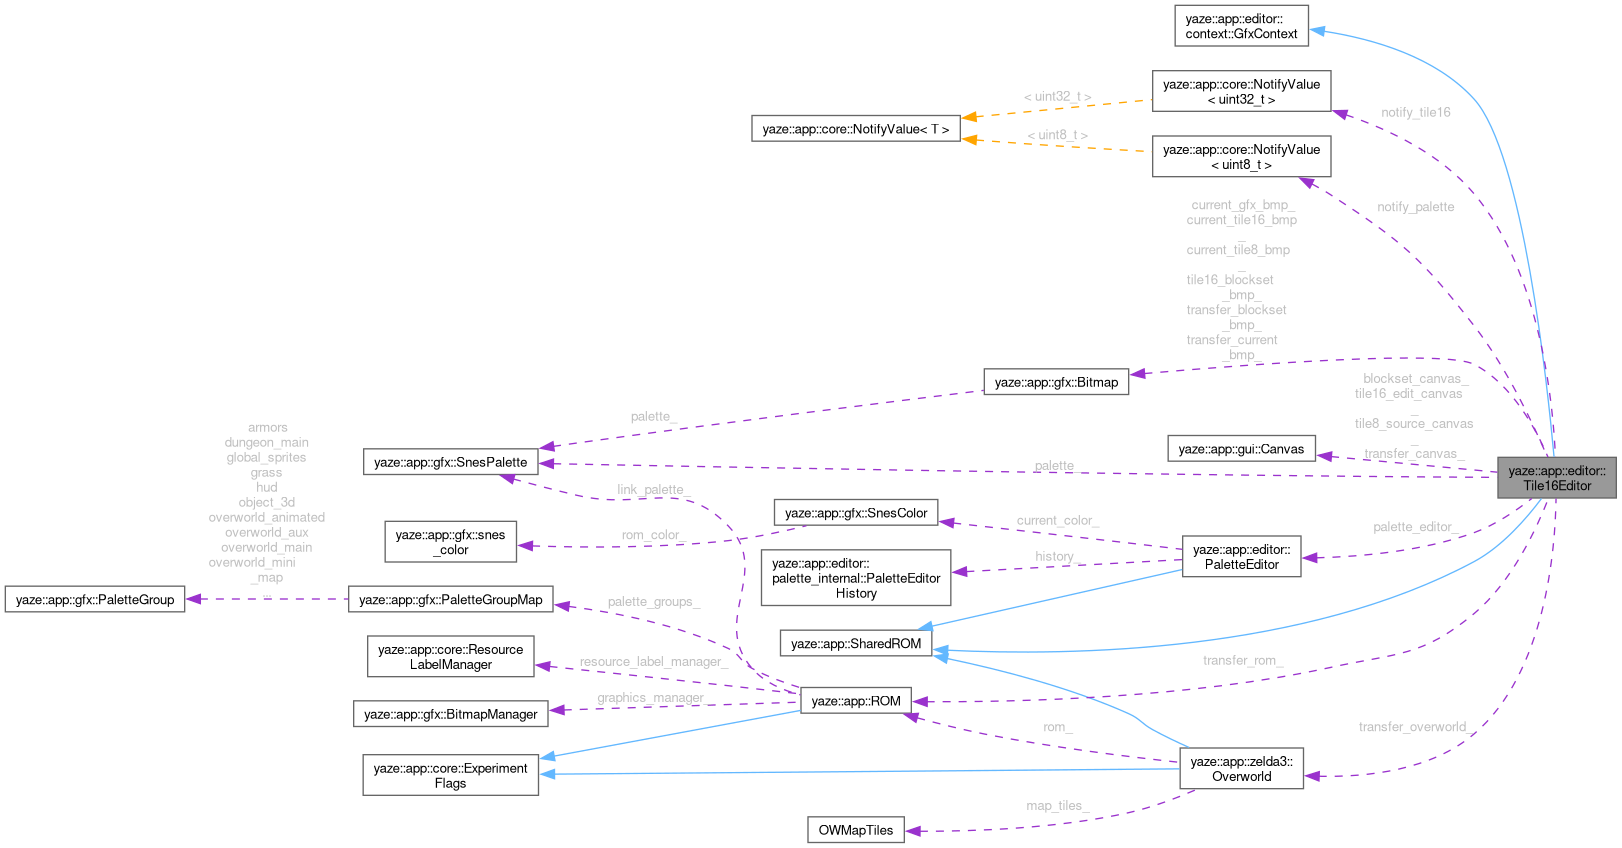 yaze::app::editor::
context::GfxContext
yaze::app::core::NotifyValue
< uint32_t >
< uint32_t >
notify_tile16
yaze::app::core::NotifyValue< T >
< uint8_t >
yaze::app::core::NotifyValue
< uint8_t >
notify_palette
current_gfx_bmp_
current_tile16_bmp
_
current_tile8_bmp
_
tile16_blockset
_bmp_
transfer_blockset
_bmp_
transfer_current
_bmp_
yaze::app::gfx::Bitmap
blockset_canvas_
tile16_edit_canvas
_
tile8_source_canvas
_
transfer_canvas_
yaze::app::gui::Canvas
palette_
yaze::app::gfx::SnesPalette
palette_
yaze::app::editor::
Tile16Editor
armors
dungeon_main
global_sprites
grass
hud
object_3d
overworld_animated
overworld_aux
overworld_main
overworld_mini
_map
_
link_palette_
yaze::app::gfx::SnesColor
current_color_
palette_editor_
yaze::app::gfx::snes
_color
rom_color_
yaze::app::editor::
palette_internal::PaletteEditor
History
history_
yaze::app::editor::
PaletteEditor
yaze::app::gfx::PaletteGroup
yaze::app::gfx::PaletteGroupMap
palette_groups_
yaze::app::SharedROM
yaze::app::core::Resource
LabelManager
resource_label_manager_
transfer_rom_
yaze::app::gfx::BitmapManager
graphics_manager_
yaze::app::ROM
rom_
transfer_overworld_
yaze::app::core::Experiment
Flags
yaze::app::zelda3::
Overworld
map_tiles_
OWMapTiles